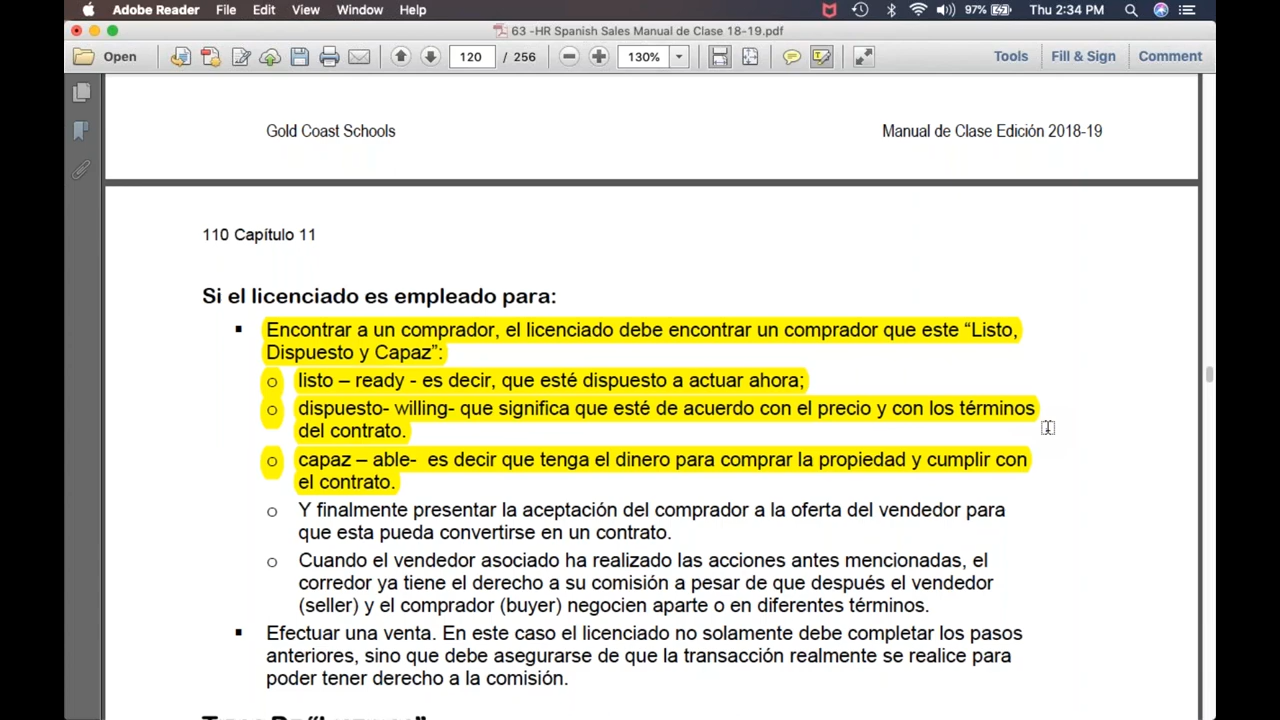 Adobe Reader File Edit View Window Help 97% Thu 2:34 PM
63 -HR Spanish Sales Manual de Clase 18-19.pdf
Open 120 / 256 130% Tools Fill & Sign Comment
Gold Coast Schools Manual de Clase Edición 2018-19
110 Capítulo 11
Si el licenciado es empleado para:
Encontrar a un comprador, el licenciado debe encontrar un comprador que este “Listo,
Dispuesto y Capaz”:
listo – ready - es decir, que esté dispuesto a actuar ahora;
dispuesto- willing- que significa que esté de acuerdo con el precio y con los términos
del contrato.
capaz – able- es decir que tenga el dinero para comprar la propiedad y cumplir con
el contrato.
Y finalmente presentar la aceptación del comprador a la oferta del vendedor para
que esta pueda convertirse en un contrato.
Cuando el vendedor asociado ha realizado las acciones antes mencionadas, el
corredor ya tiene el derecho a su comisión a pesar de que después el vendedor
(seller) y el comprador (buyer) negocien aparte o en diferentes términos.
Efectuar una venta. En este caso el licenciado no solamente debe completar los pasos
anteriores, sino que debe asegurarse de que la transacción realmente se realice para
poder tener derecho a la comisión.